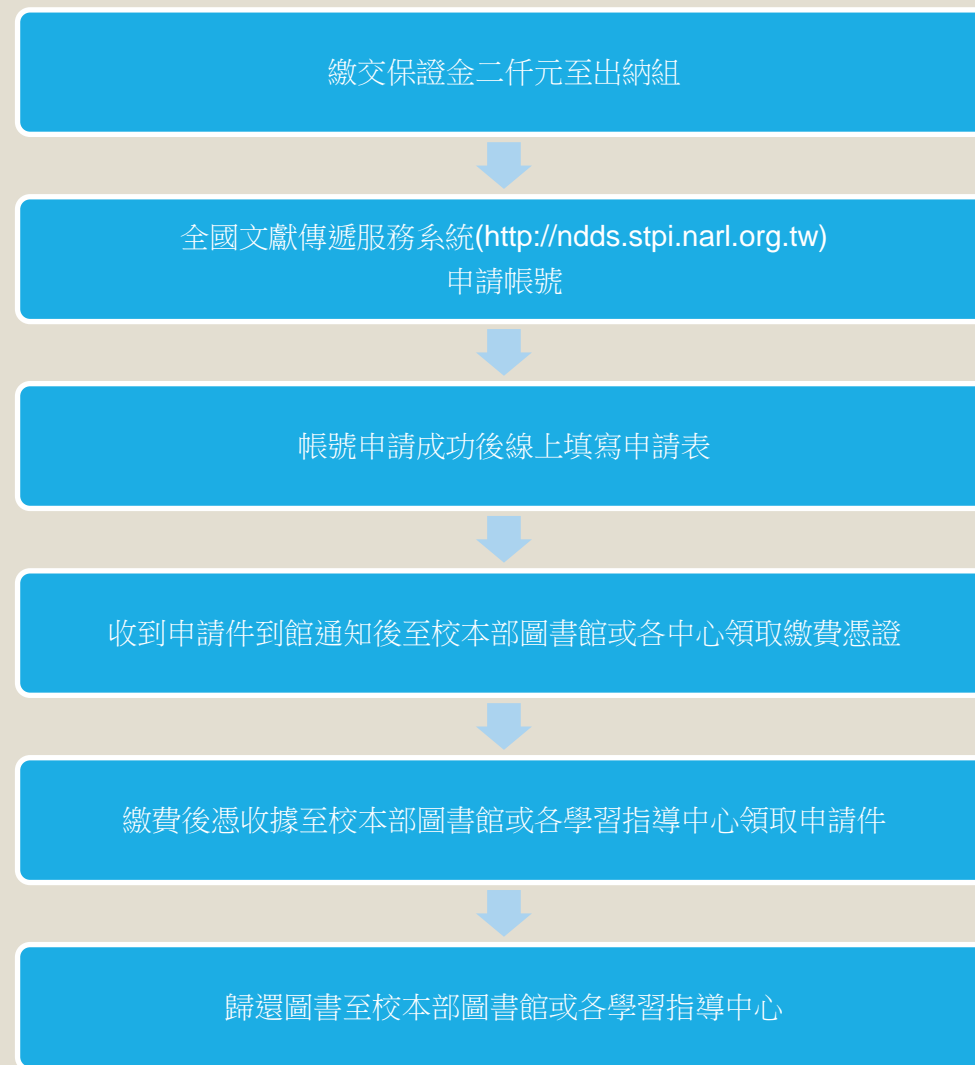 繳交保證金二仟元至出納組
全國文獻傳遞服務系統(http://ndds.stpi.narl.org.tw)
申請帳號
帳號申請成功後線上填寫申請表
收到申請件到館通知後至校本部圖書館或各中心領取繳費憑證
繳費後憑收據至校本部圖書館或各學習指導中心領取申請件
歸還圖書至校本部圖書館或各學習指導中心